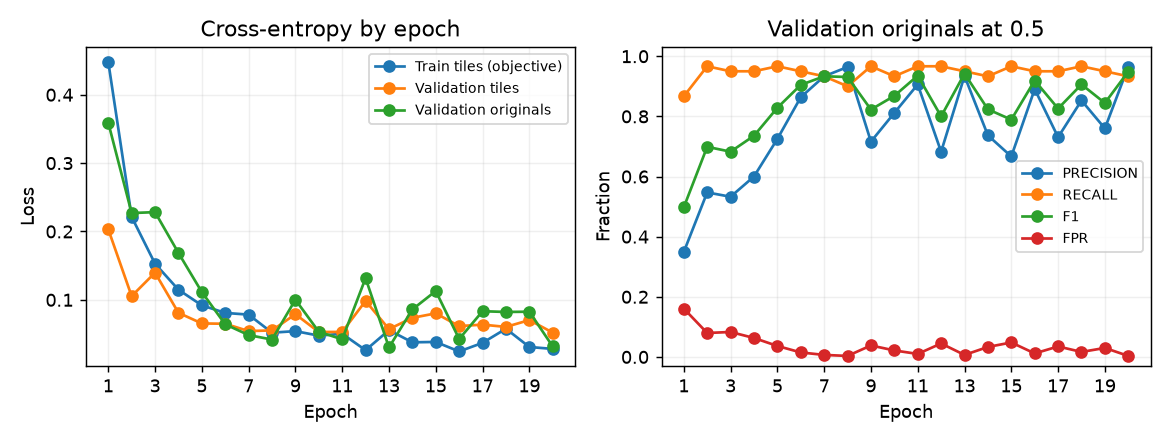 Cross-entropy by epoch
Train tiles (objective)
Validation tiles
Validation originals
0.4
0.3
0.2
0.1
Loss
1 3 5 7 9 11 13 15 17 19
Epoch
Validation originals at 0.5
1.0
0.8
0.6
0.4
0.2
0.0
Fraction
PRECISION
RECALL
F1
FPR
1 3 5 7 9 11 13 15 17 19
Epoch